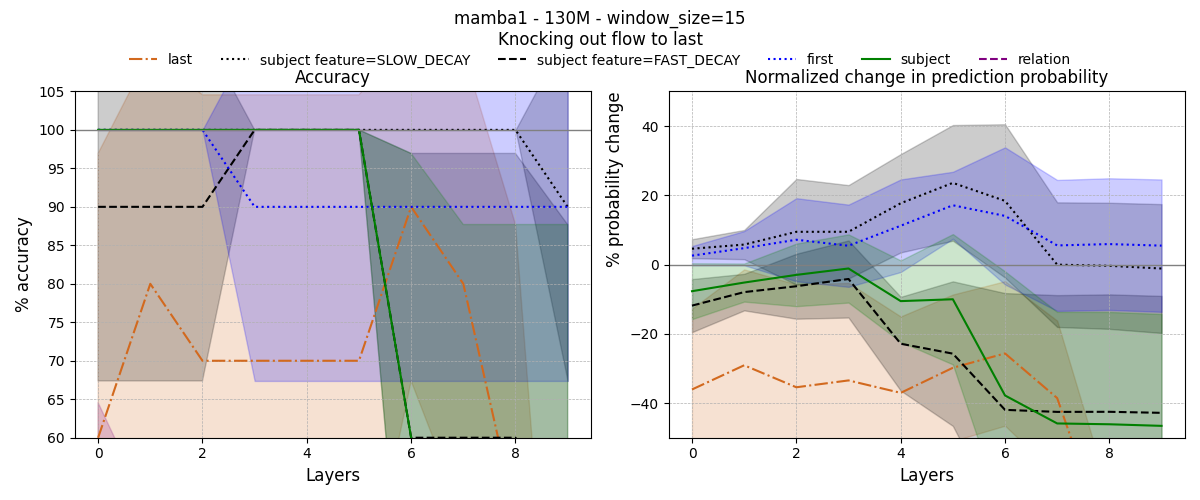 mamba1 - 130M - window_size=15
Knocking out flow to last
last subject feature=SLOW_DECAY subject feature=FAST_DECAY first subject relation
Accuracy
Normalized change in prediction probability
% accuracy
105
100
95
90
85
80
75
70
65
60
0 2 4 6 8
Layers
% probability change
40
20
0
−20
−40
0 2 4 6 8
Layers